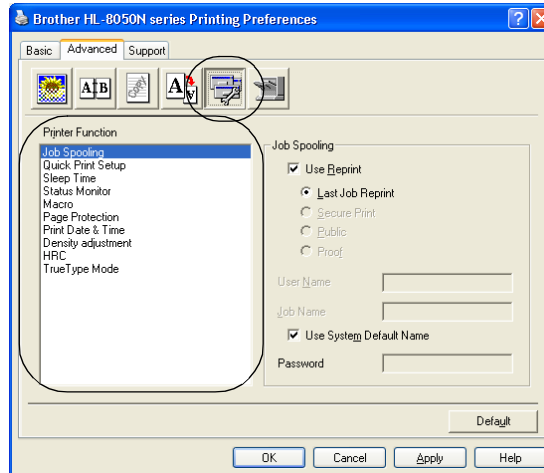 Brother HL-8050N series Printing Preferences
Basic
Advanced
Support
A B
COPY
A A
Printer Function
Job Spooling
Quick Print Setup
Sleep Time
Status Monitor
Macro
Page Protection
Print Date & Time
Density adjustment
HRC
TrueType Mode
Job Spooling
Use Reprint
Last Job Reprint
Secure Print
Public
Proof
User Name
Job Name
Use System Default Name
Password
Default
OK
Cancel
Apply
Help